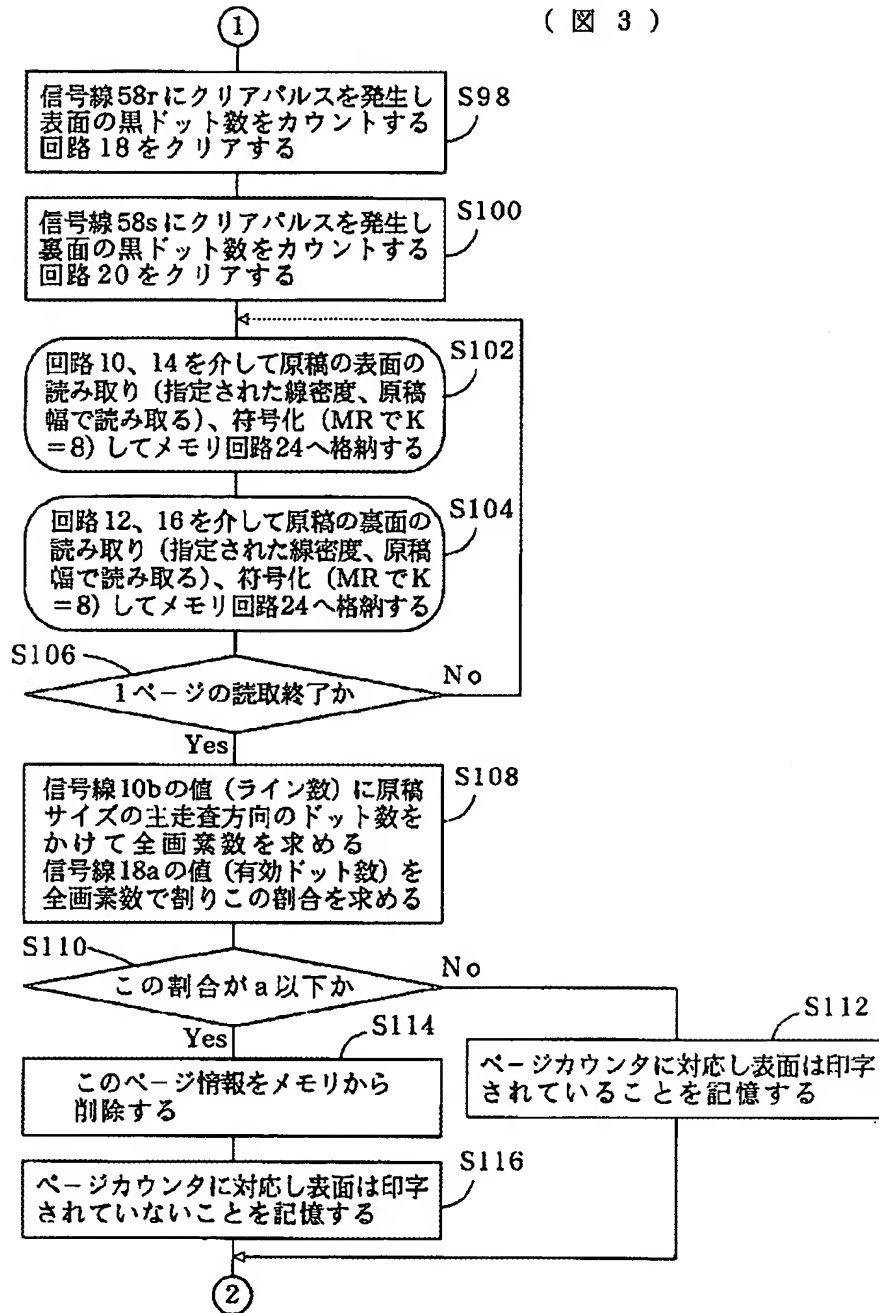 ( 図 3 )
1
信号線58rにクリアパルスを発生し
表面の黒ドット数をカウントする
回路18をクリアする
S98
信号線58sにクリアパルスを発生し
裏面の黒ドット数をカウントする
回路20をクリアする
S100
回路10、14を介して原稿の表面の
読み取り (指定された線密度、原稿
幅で読み取る)、符号化 (MRでK
=8) してメモリ回路24へ格納する
S102
回路12、16を介して原稿の裏面の
読み取り (指定された線密度、原稿
幅で読み取る)、符号化 (MRでK
=8) してメモリ回路24へ格納する
S104
S106
1ページの読取終了か
No
Yes
信号線10bの値 (ライン数) に原稿
サイズの主走査方向のドット数を
かけて全画素数を求める
信号線18aの値 (有効ドット数) を
全画素数で割りこの割合を求める
S108
S110
この割合がa以下か
No
Yes
S112
ページカウンタに対応し表面は印字
されていることを記憶する
S114
このページ情報をメモリから
削除する
S116
ページカウンタに対応し表面は印字
されていないことを記憶する
2